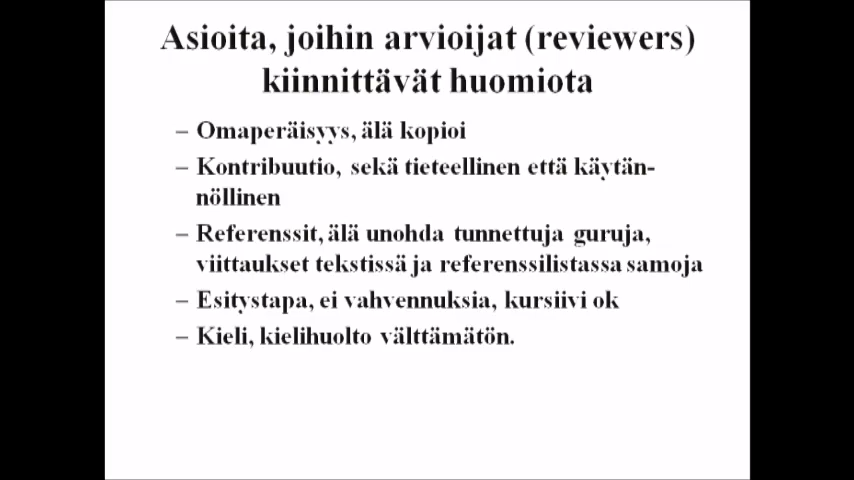 Asioita, joihin arvioijat (reviewers)
kiinnittävät huomiota
– Omaperäisyys, älä kopioi
– Kontribuutio, sekä tieteellinen että käytän-
nöllinen
– Referenssit, älä unohda tunnettuja guruja,
viittaukset tekstissä ja referenssilistassa samoja
– Esitystapa, ei vahvennuksia, kursiivi ok
– Kieli, kielihuolto välttämätön.